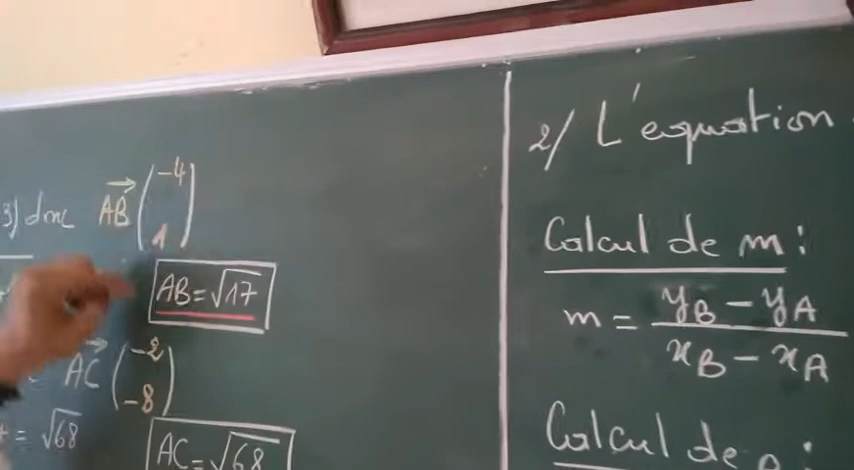 3) donc AB→ (-4
1)
AB = √17
AC→ (-2
-8)
= √68
AC = √68
2/ L'equation
Calcul de m :
m = yB - yA
xB - xA
Calcul de